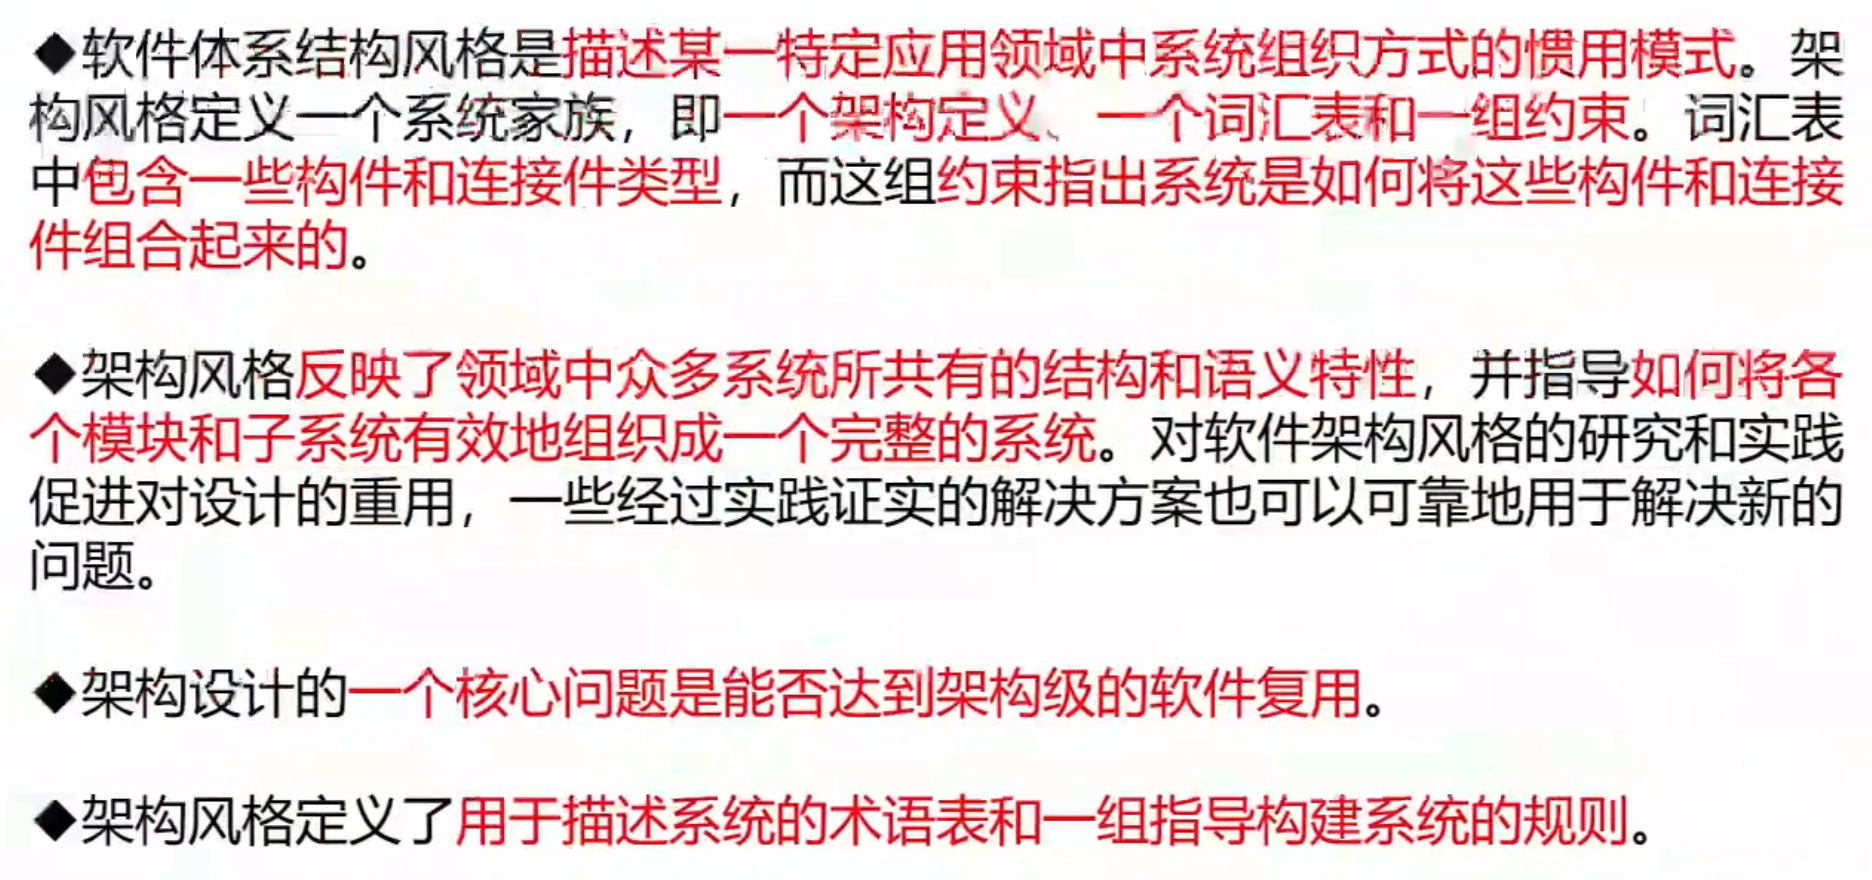 ◆软件体系结构风格是描述某一特定应用领域中系统组织方式的惯用模式。架
构风格定义一个系统家族，即一个架构定义、一个词汇表和一组约束。词汇表
中包含一些构件和连接件类型，而这组约束指出系统是如何将这些构件和连接
件组合起来的。
◆架构风格反映了领域中众多系统所共有的结构和语义特性，并指导如何将各
个模块和子系统有效地组织成一个完整的系统。对软件架构风格的研究和实践
促进对设计的重用，一些经过实践证实的解决方案也可以可靠地用于解决新的
问题。
◆架构设计的一个核心问题是能否达到架构级的软件复用。
◆架构风格定义了用于描述系统的术语表和一组指导构建系统的规则。